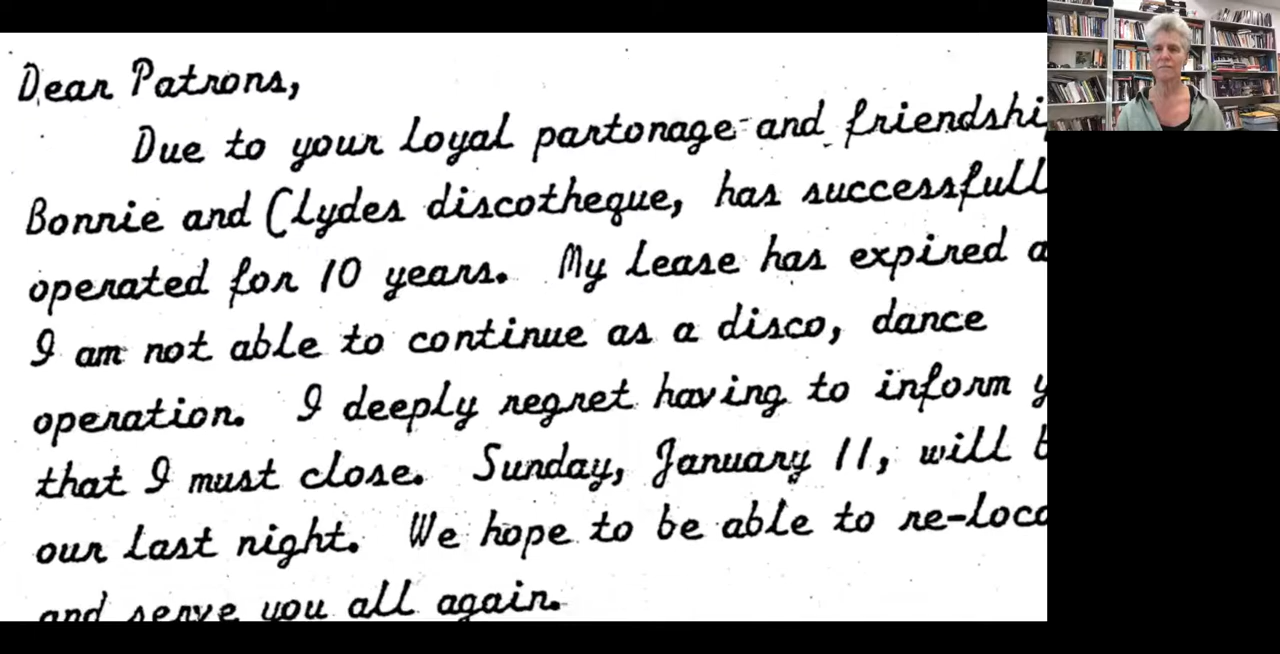 Dear Patrons,
Due to your loyal partonage and friendshi
Bonnie and Clydes discotheque, has successfull
operated for 10 years. My lease has expired a
I am not able to continue as a disco, dance
operation. I deeply regret having to inform y
that I must close. Sunday, January 11, will b
our last night. We hope to be able to re-loca
and serve you all again.